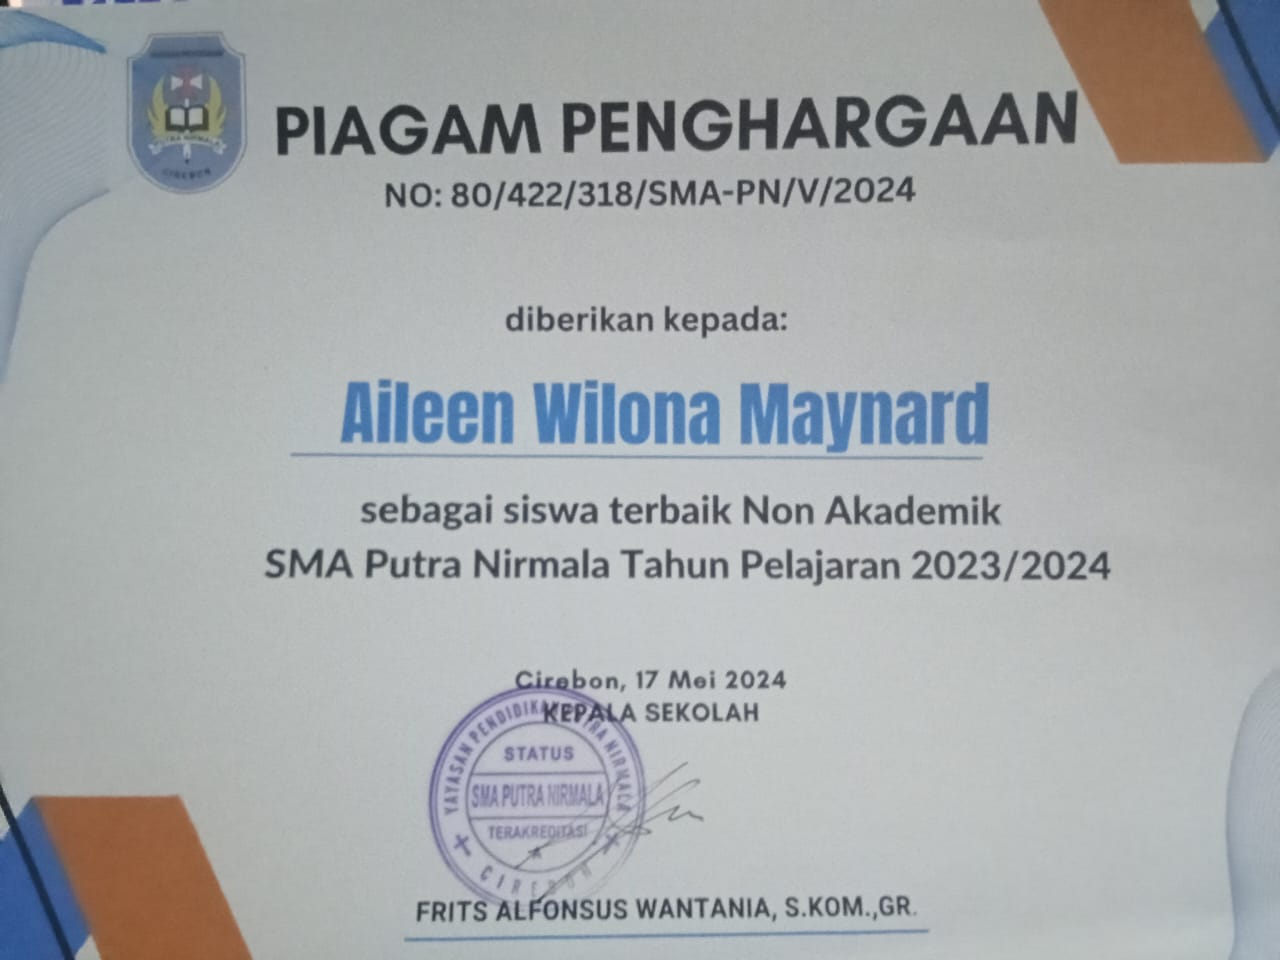 PIAGAM PENGHARGAAN
NO: 80/422/318/SMA-PN/V/2024
PUTRA NIRMALA
CIREBON
diberikan kepada:
Aileen Wilona Maynard
sebagai siswa terbaik Non Akademik
SMA Putra Nirmala Tahun Pelajaran 2023/2024
Cirebon, 17 Mei 2024
KEPALA SEKOLAH
YAYASAN PENDIDIKAN PUTRA NIRMALA
STATUS
SMA PUTRA NIRMALA
TERAKREDITASI
CIREBON
FRITS ALFONSUS WANTANIA, S.KOM.,GR.